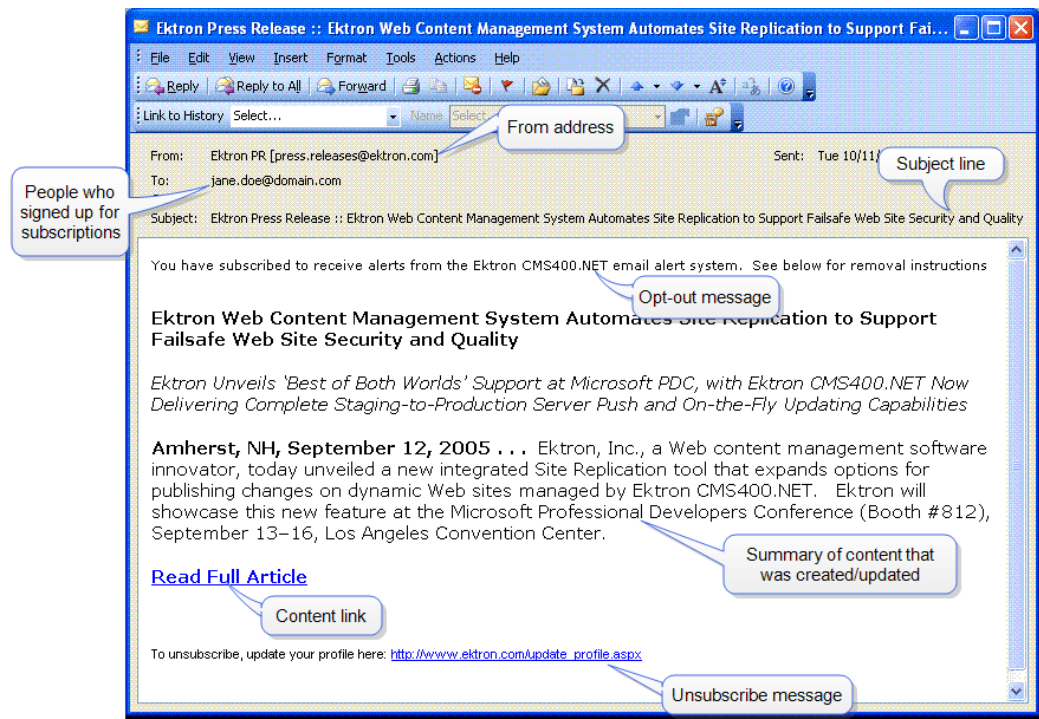 Ektron Press Release :: Ektron Web Content Management System Automates Site Replication to Support Fai...
File Edit View Insert Format Tools Actions Help
Reply Reply to All Forward
Link to History Select... Name Select
From address
From: Ektron PR [press.releases@ektron.com] Sent: Tue 10/11/
Subject line
To: jane.doe@domain.com
People who
signed up for
subscriptions
Subject: Ektron Press Release :: Ektron Web Content Management System Automates Site Replication to Support Failsafe Web Site Security and Quality
You have subscribed to receive alerts from the Ektron CMS400.NET email alert system. See below for removal instructions
Opt-out message
Ektron Web Content Management System Automates Site Replication to Support
Failsafe Web Site Security and Quality
Ektron Unveils ‘Best of Both Worlds’ Support at Microsoft PDC, with Ektron CMS400.NET Now
Delivering Complete Staging-to-Production Server Push and On-the-Fly Updating Capabilities
Amherst, NH, September 12, 2005 ... Ektron, Inc., a Web content management software
innovator, today unveiled a new integrated Site Replication tool that expands options for
publishing changes on dynamic Web sites managed by Ektron CMS400.NET. Ektron will
showcase this new feature at the Microsoft Professional Developers Conference (Booth #812),
September 13–16, Los Angeles Convention Center.
Summary of content that
was created/updated
Read Full Article
Content link
To unsubscribe, update your profile here: http://www.ektron.com/update_profile.aspx
Unsubscribe message